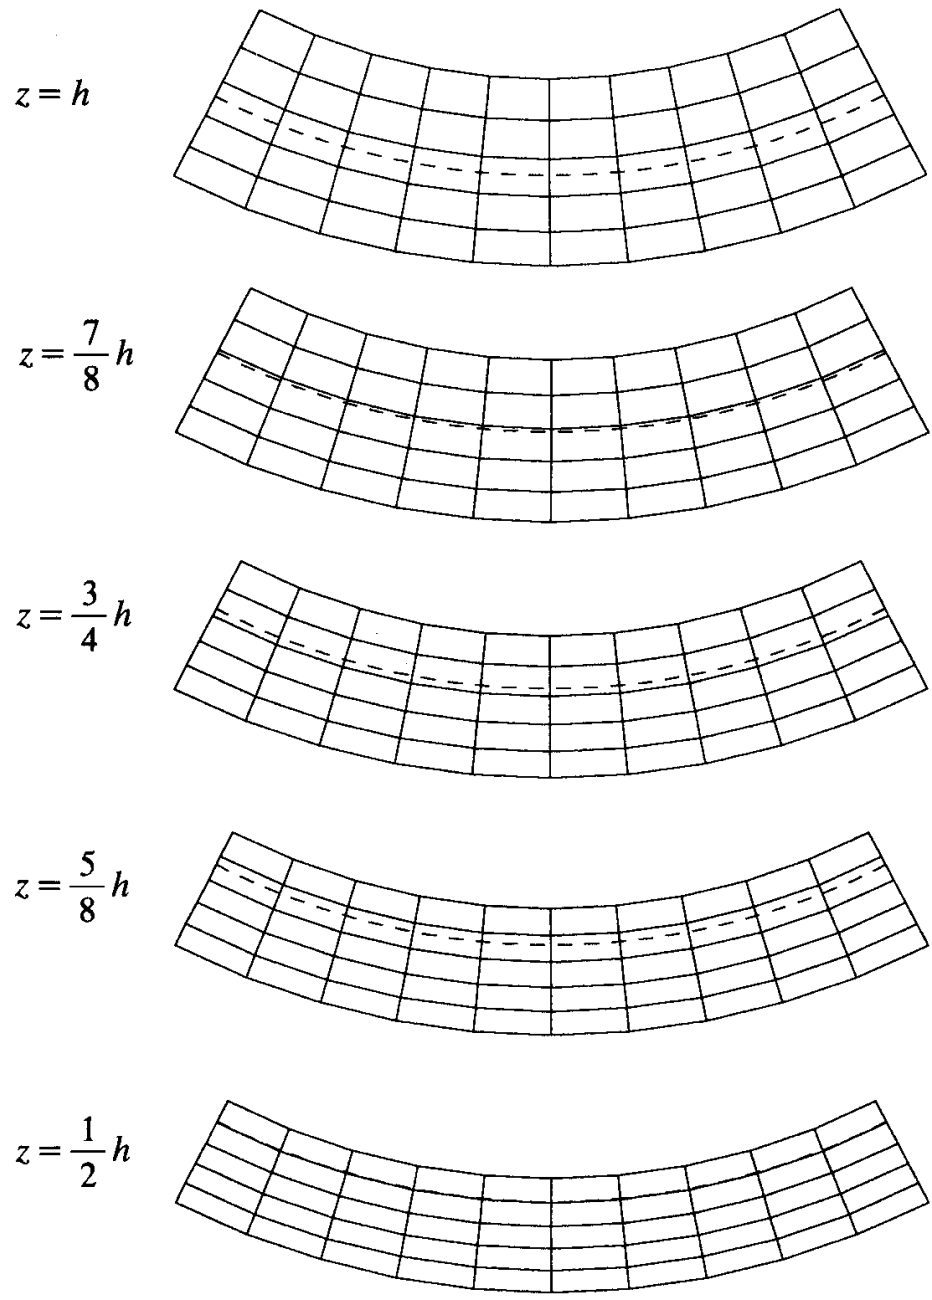 z = h
z = 7/8 h
z = 3/4 h
z = 5/8 h
z = 1/2 h